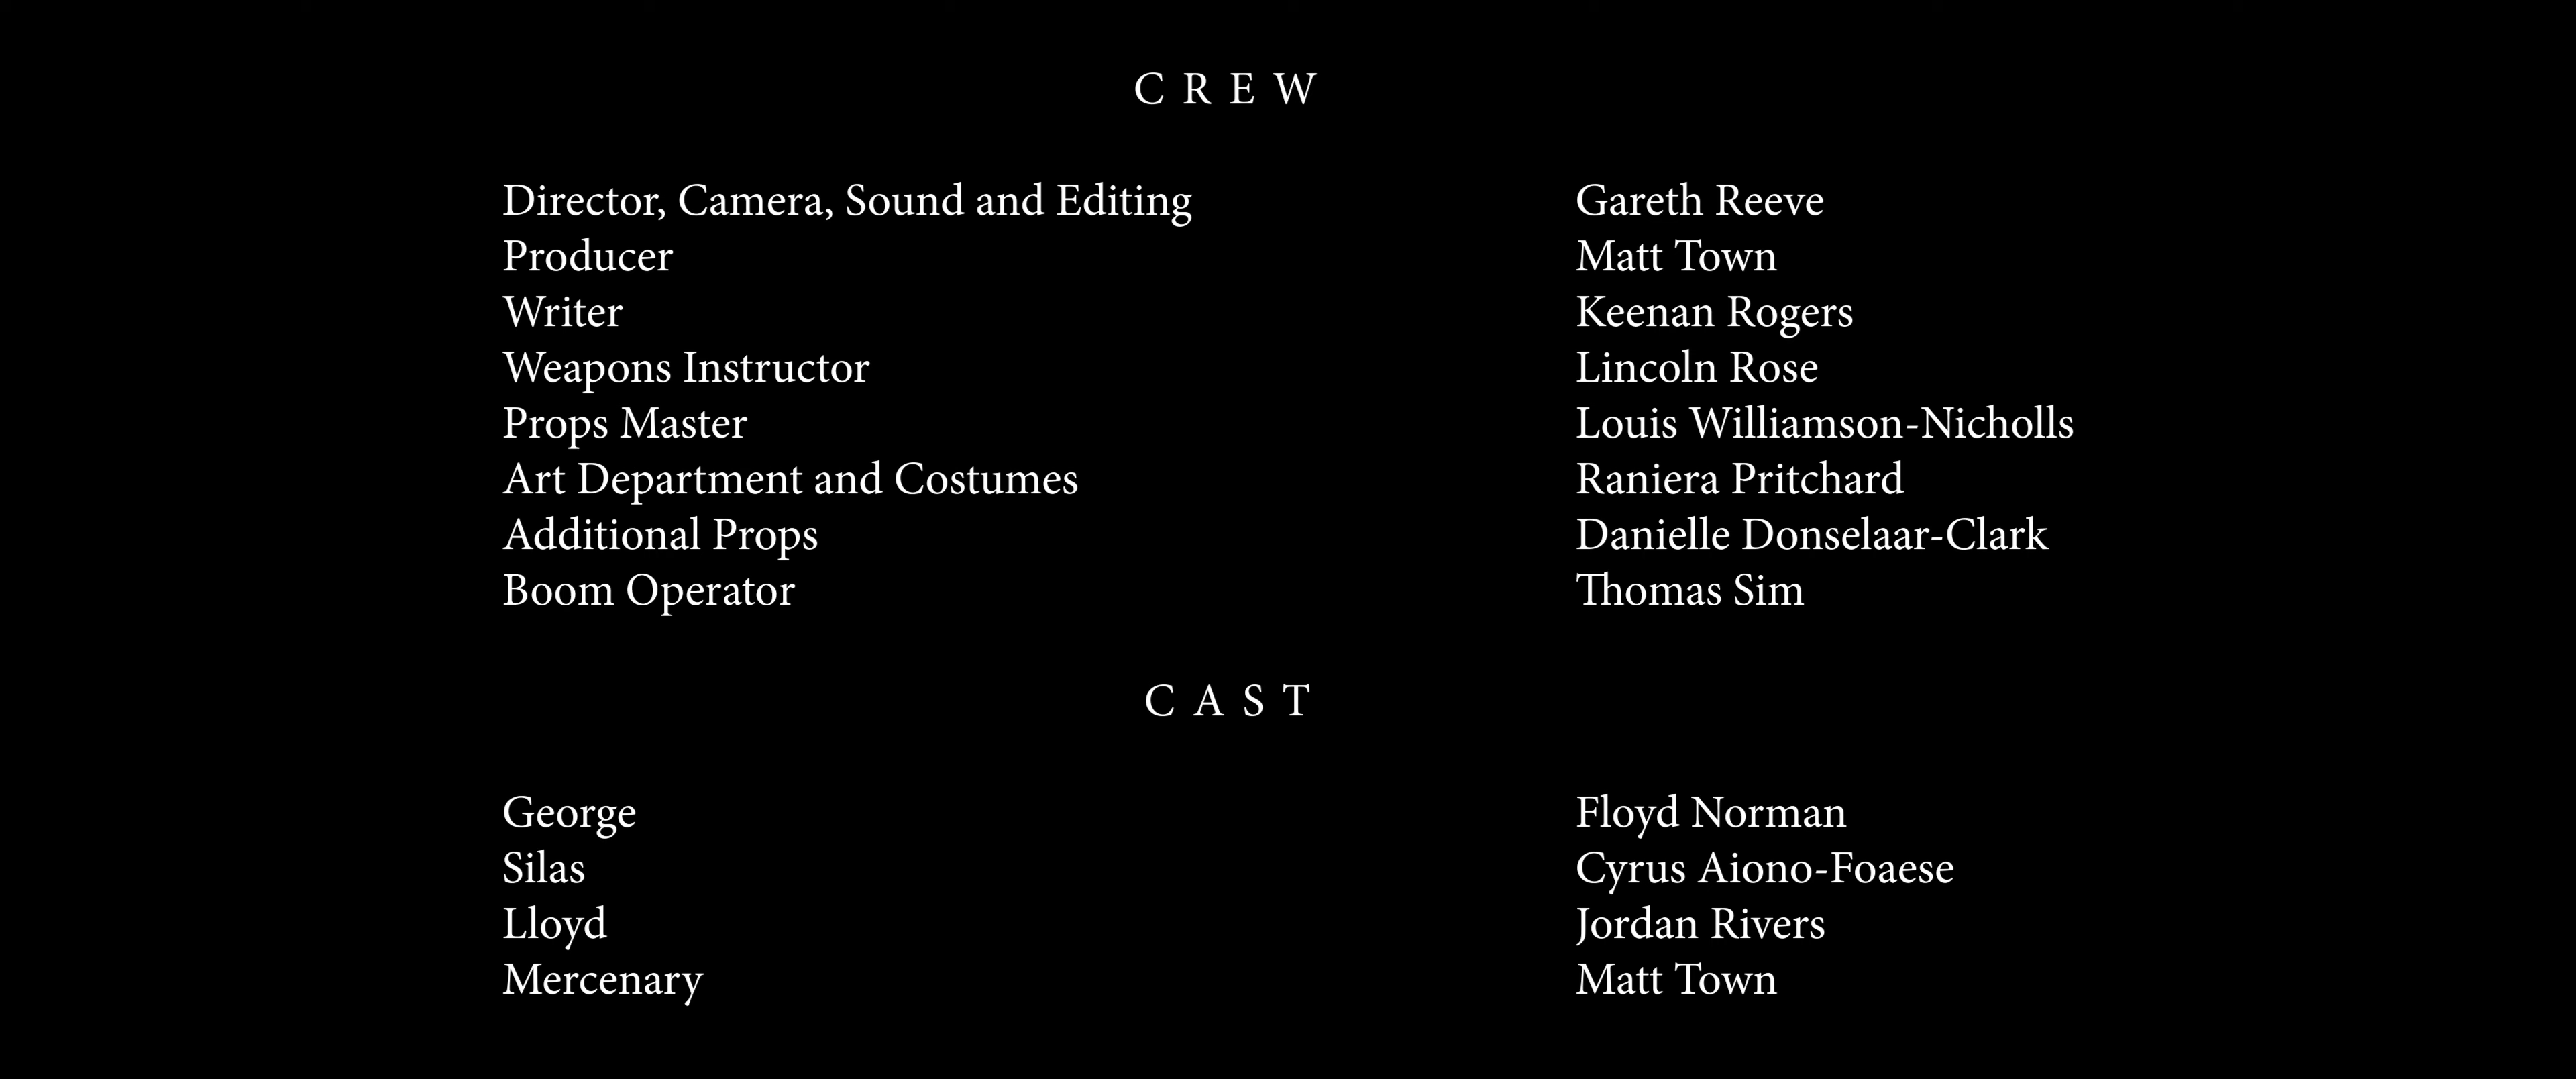 C R E W
Director, Camera, Sound and Editing Gareth Reeve
Producer Matt Town
Writer Keenan Rogers
Weapons Instructor Lincoln Rose
Props Master Louis Williamson-Nicholls
Art Department and Costumes Raniera Pritchard
Additional Props Danielle Donselaar-Clark
Boom Operator Thomas Sim
C A S T
George Floyd Norman
Silas Cyrus Aiono-Foaese
Lloyd Jordan Rivers
Mercenary Matt Town